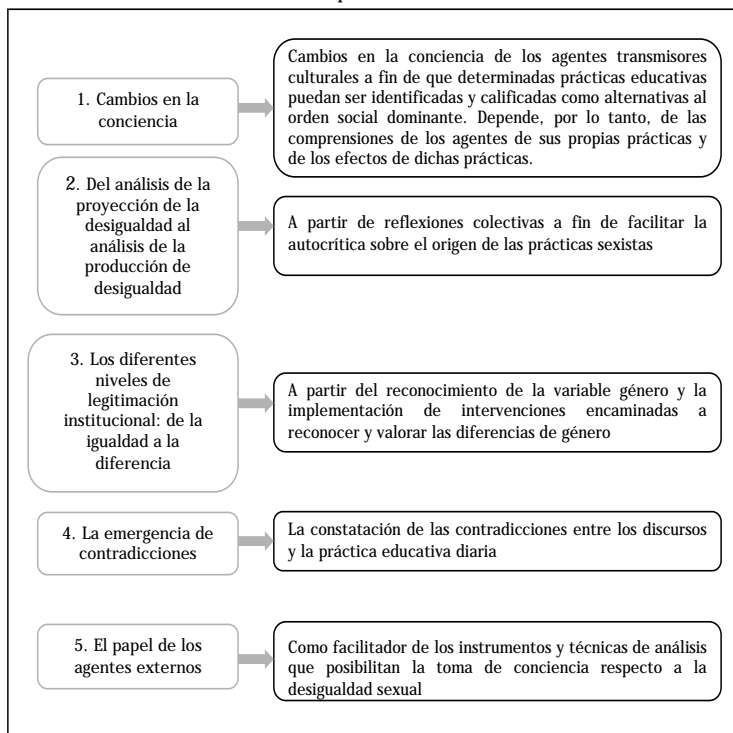 1. Cambios en la
conciencia
Cambios en la conciencia de los agentes transmisores
culturales a fin de que determinadas prácticas educativas
puedan ser identificadas y calificadas como alternativas al
orden social dominante. Depende, por lo tanto, de las
comprensiones de los agentes de sus propias prácticas y
de los efectos de dichas prácticas.
2. Del análisis de la
proyección de la
desigualdad al
análisis de la
producción de
desigualdad
A partir de reflexiones colectivas a fin de facilitar la
autocrítica sobre el origen de las prácticas sexistas
3. Los diferentes
niveles de
legitimación
institucional: de la
igualdad a la
diferencia
A partir del reconocimiento de la variable género y la
implementación de intervenciones encaminadas a
reconocer y valorar las diferencias de género
4. La emergencia de
contradicciones
La constatación de las contradicciones entre los discursos
y la práctica educativa diaria
5. El papel de los
agentes externos
Como facilitador de los instrumentos y técnicas de análisis
que posibilitan la toma de conciencia respecto a la
desigualdad sexual